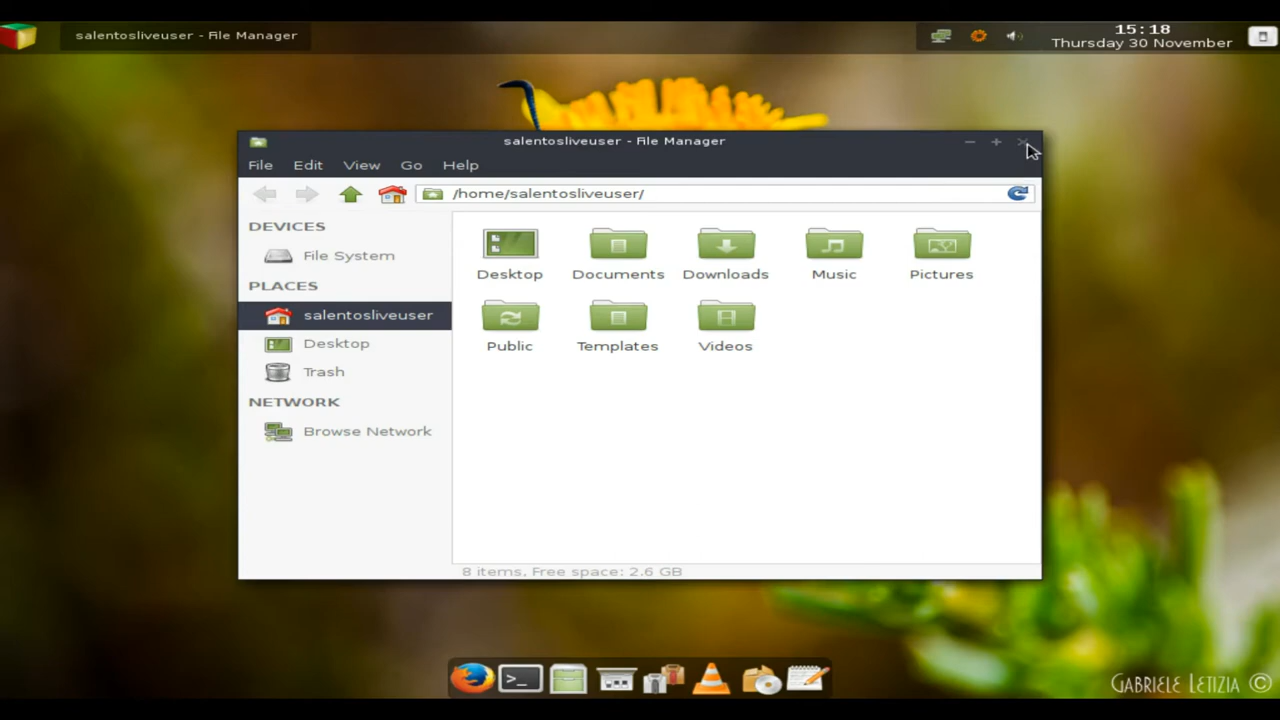 salentosliveuser - File Manager
15:18
Thursday 30 November
salentosliveuser - File Manager
File Edit View Go Help
/home/salentosliveuser/
DEVICES
File System
PLACES
salentosliveuser
Desktop
Trash
NETWORK
Browse Network
Desktop Documents Downloads Music Pictures
Public Templates Videos
8 items, Free space: 2.6 GB
>_
GABRIELE LETIZIA ©